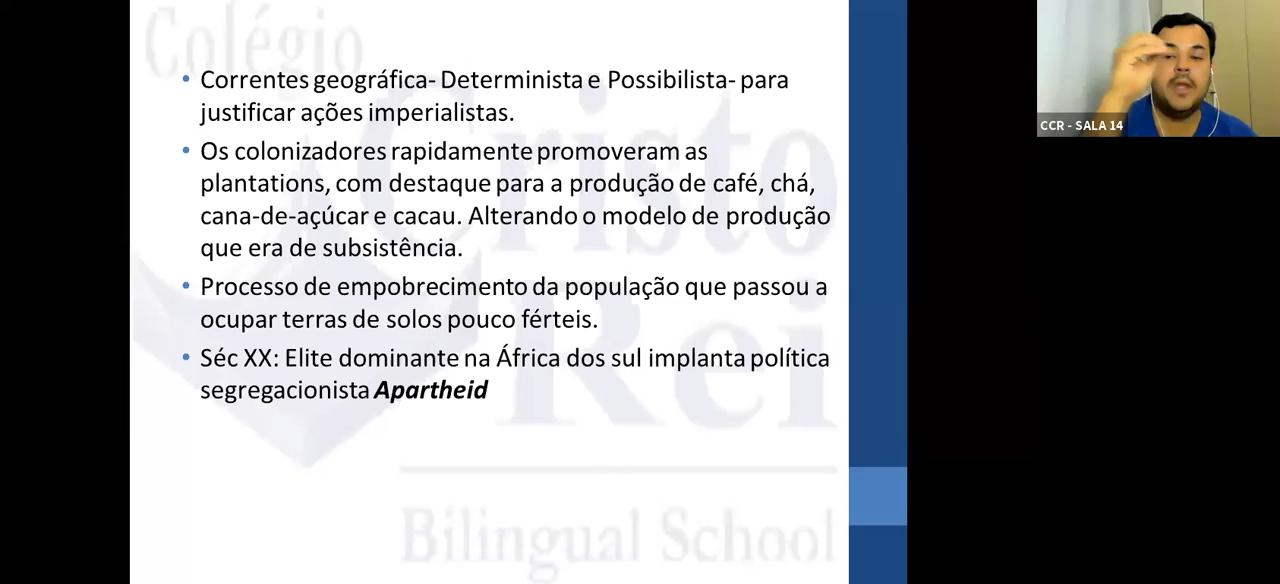 Colégio
Cristo
Rei
Bilingual School
Correntes geográfica- Determinista e Possibilista- para
justificar ações imperialistas.
Os colonizadores rapidamente promoveram as
plantations, com destaque para a produção de café, chá,
cana-de-açúcar e cacau. Alterando o modelo de produção
que era de subsistência.
Processo de empobrecimento da população que passou a
ocupar terras de solos pouco férteis.
Séc XX: Elite dominante na África dos sul implanta política
segregacionista Apartheid
CCR - SALA 14